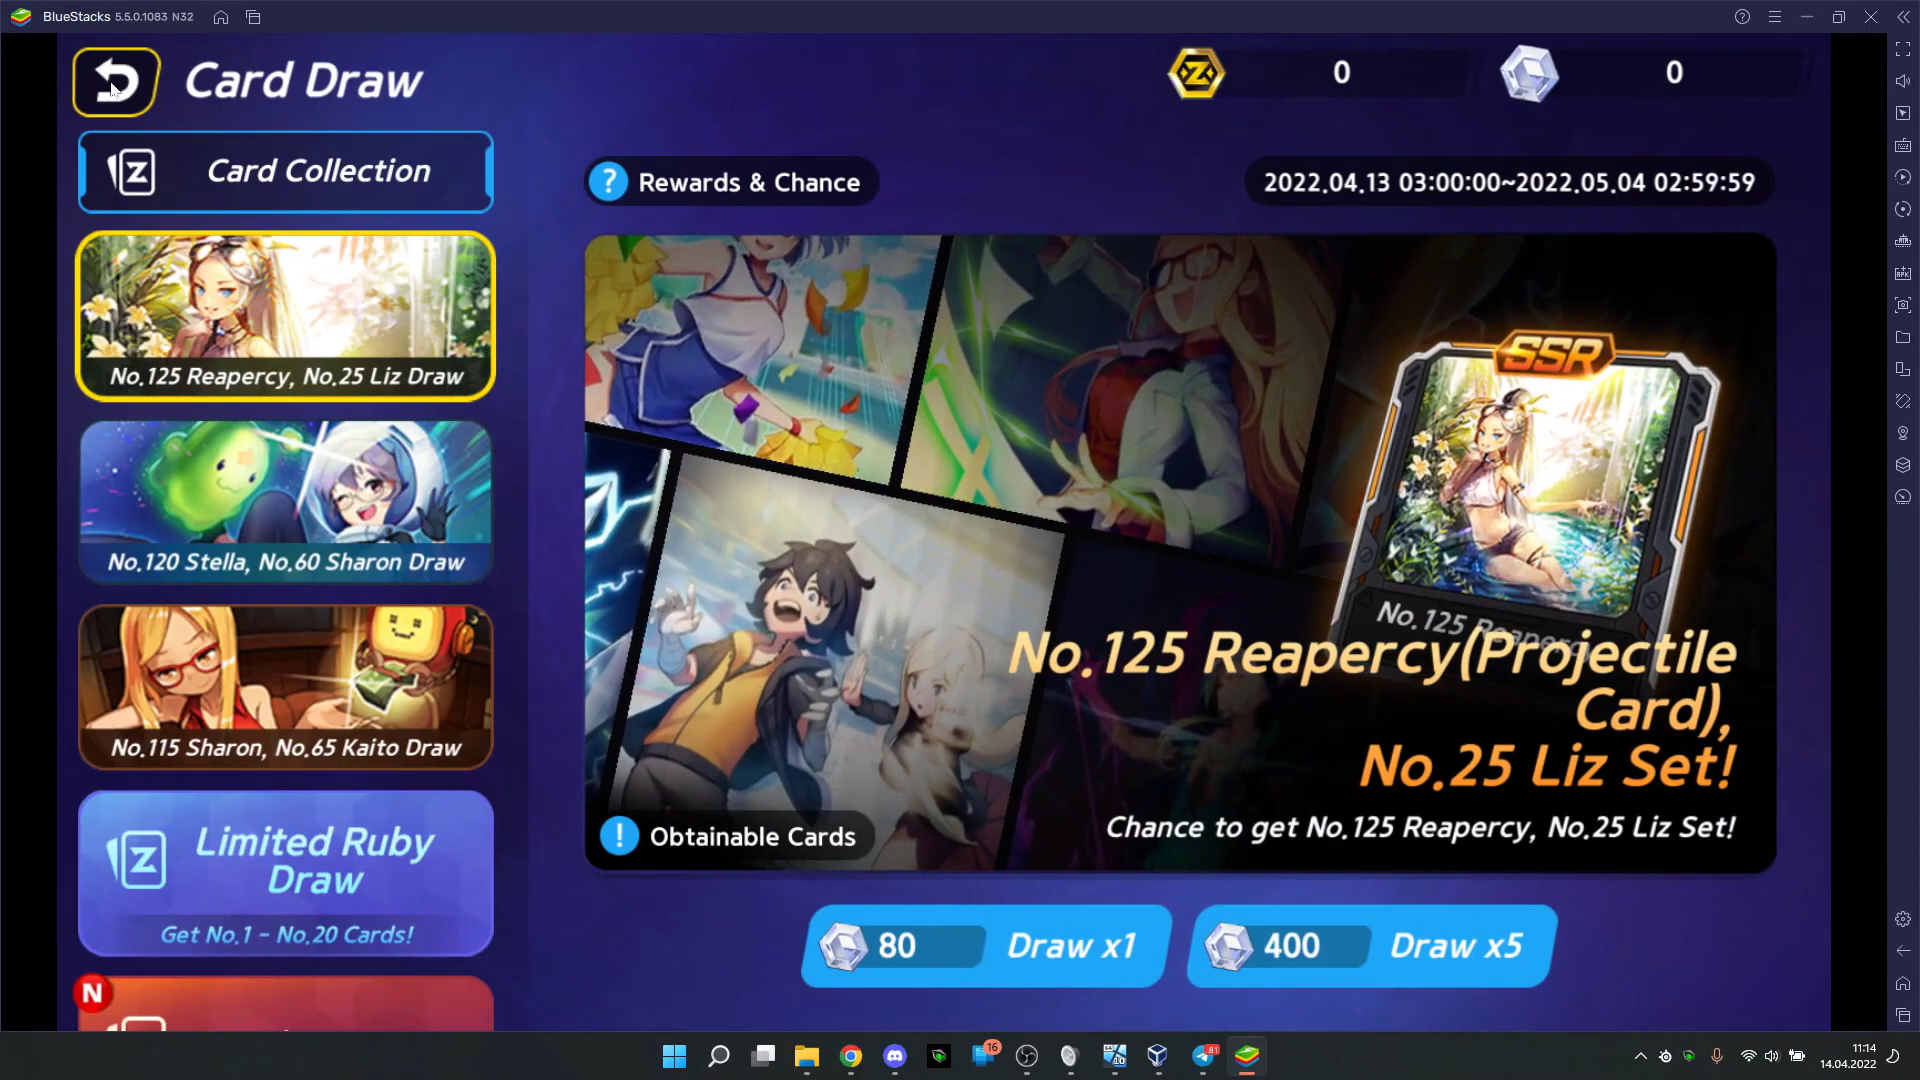 BlueStacks 5.5.0.1083 N32
Card Draw
0
0
Card Collection
Rewards & Chance
2022.04.13 03:00:00~2022.05.04 02:59:59
No.125 Reapercy, No.25 Liz Draw
No.120 Stella, No.60 Sharon Draw
No.115 Sharon, No.65 Kaito Draw
Limited Ruby
Draw
Get No.1 - No.20 Cards!
N
SSR
No.125 Reapercy
No.125 Reapercy(Projectile
Card),
No.25 Liz Set!
Chance to get No.125 Reapercy, No.25 Liz Set!
Obtainable Cards
80 Draw x1
400 Draw x5
16
81
11:14
14.04.2022